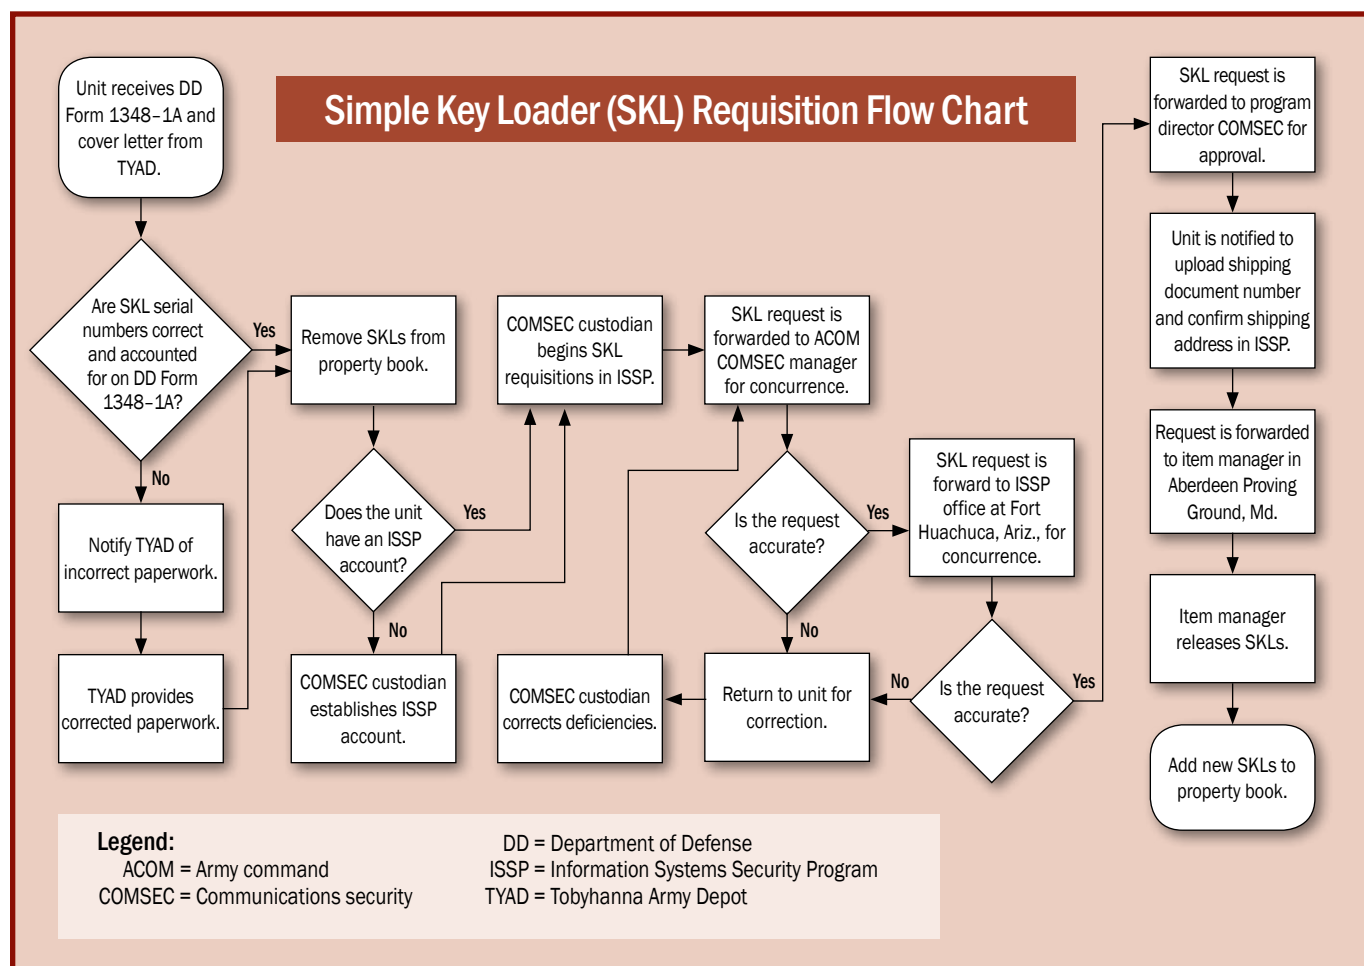 Simple Key Loader (SKL) Requisition Flow Chart
Unit receives DD
Form 1348–1A and
cover letter from
TYAD.
Are SKL serial
numbers correct
and accounted
for on DD Form
1348–1A?
Yes
No
Notify TYAD of
incorrect paperwork.
TYAD provides
corrected paperwork.
Remove SKLs from
property book.
Does the unit
have an ISSP
account?
Yes
No
COMSEC custodian
establishes ISSP
account.
COMSEC custodian
begins SKL
requisitions in ISSP.
SKL request is
forwarded to ACOM
COMSEC manager
for concurrence.
Is the request
accurate?
Yes
No
Return to unit for
correction.
COMSEC custodian
corrects deficiencies.
SKL request is
forward to ISSP
office at Fort
Huachuca, Ariz., for
concurrence.
Is the request
accurate?
No
Yes
SKL request is
forwarded to program
director COMSEC for
approval.
Unit is notified to
upload shipping
document number
and confirm shipping
address in ISSP.
Request is forwarded
to item manager in
Aberdeen Proving
Ground, Md.
Item manager
releases SKLs.
Add new SKLs to
property book.
Legend:
ACOM = Army command
COMSEC = Communications security
DD = Department of Defense
ISSP = Information Systems Security Program
TYAD = Tobyhanna Army Depot